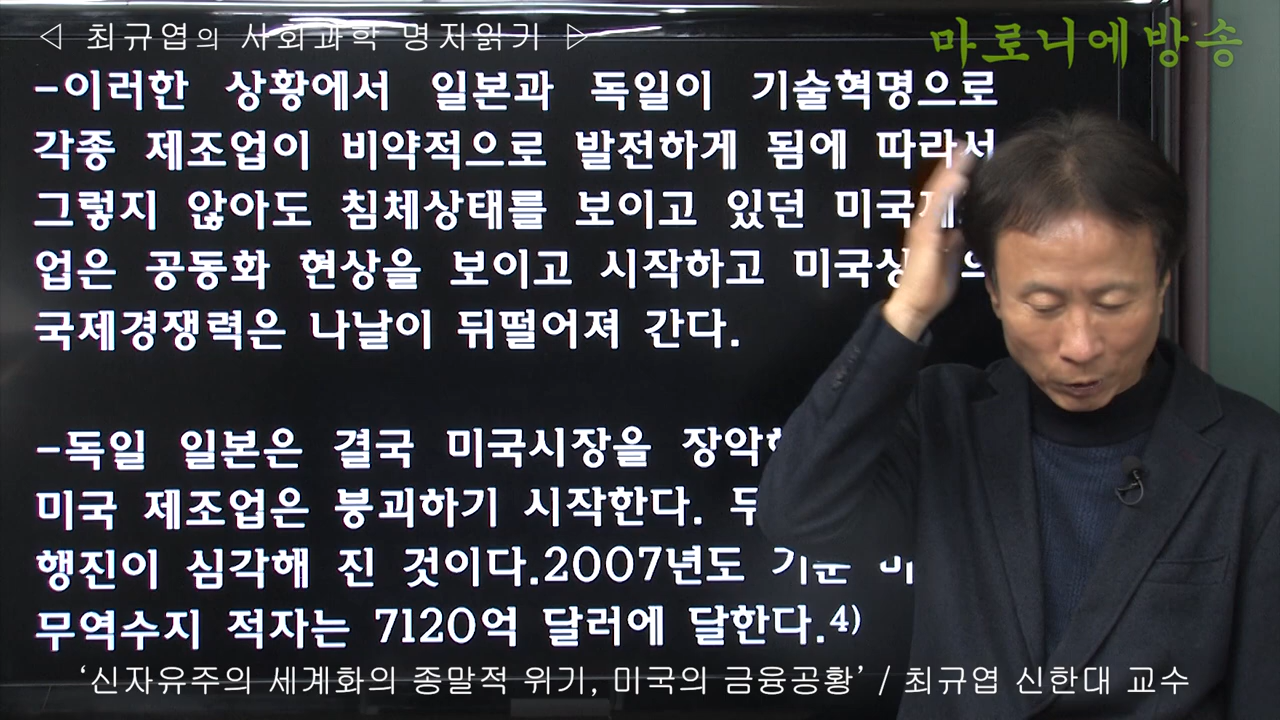 ◁ 최규엽의 사회과학 명저읽기 ▷
마로니에방송
-이러한 상황에서 일본과 독일이 기술혁명으로
각종 제조업이 비약적으로 발전하게 됨에 따라서
그렇지 않아도 침체상태를 보이고 있던
업은 공동화 현상을 보이고 시작하고
국제경쟁력은 나날이 뒤떨어져 간다.
-독일 일본은 결국 미국시장을
미국 제조업은 붕괴하기 시작한다.
행진이 심각해 진 것이다.2007년도 기준
무역수지 적자는 7120억 달러에 달한다.4)
‘신자유주의 세계화의 종말적 위기, 미국의 금융공황’ / 최규엽 신한대 교수